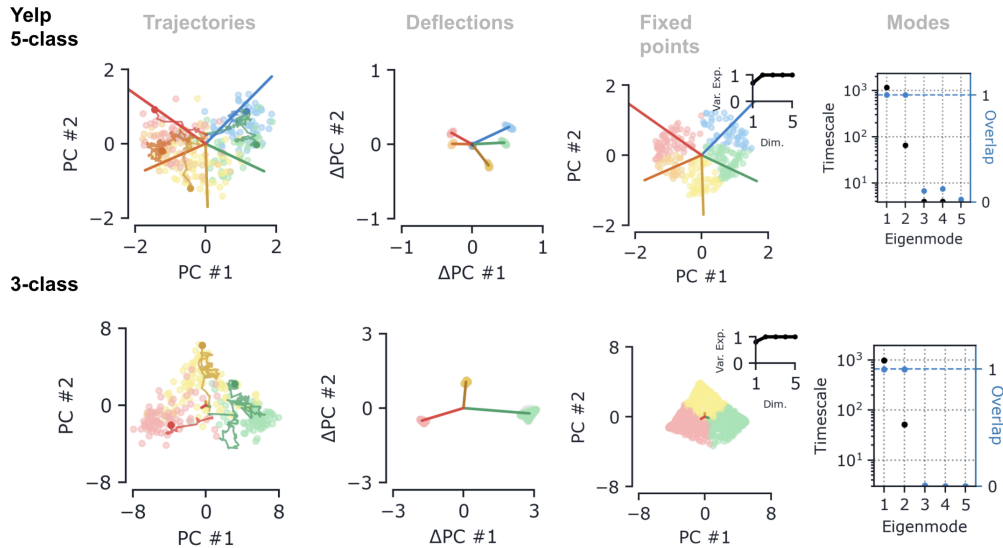 Yelp
5-class
Trajectories
Deflections
Fixed
points
Modes
PC #2
2
0
−2
−2
0
2
PC #1
ΔPC #2
1
0
−1
−1
0
1
ΔPC #1
PC #2
2
0
−2
−2
0
2
PC #1
Var. Exp.
1
0
1
5
Dim.
Timescale
10³
10²
10¹
1
0
Overlap
1
2
3
4
5
Eigenmode
3-class
PC #2
8
0
−8
−8
0
8
PC #1
ΔPC #2
3
0
−3
−3
0
3
ΔPC #1
PC #2
8
0
−8
−8
0
8
PC #1
Var. Exp.
1
0
1
5
Dim.
Timescale
10³
10²
10¹
1
0
Overlap
1
2
3
4
5
Eigenmode